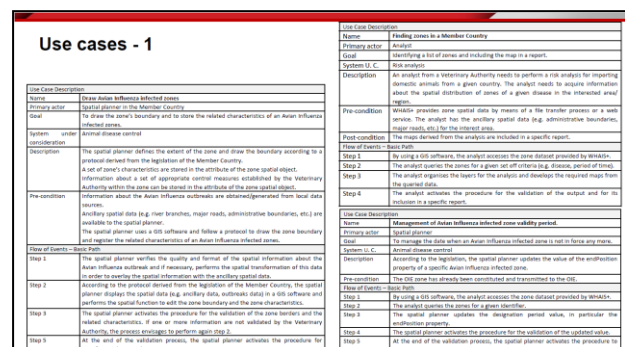 Use cases - 1
Use Case Description
Name Draw Avian Influenza infected zones
Primary actor Spatial planner in the Member Country
Goal To draw the zone's boundary and to store the related characteristics of an Avian Influenza
infected zones.
System under Animal disease control
consideration
Description The spatial planner defines the extent of the zone and draw the boundary according to a
protocol derived from the legislation of the Member Country.
A set of zone's characteristics are stored in the attribute of the zone spatial object.
Information about a set of appropriate control measures established by the Veterinary
Authority within the zone can be stored in the attribute of the zone spatial object.
Pre-condition Information about the Avian Influenza outbreaks are obtained/generated from local data
sources.
Ancillary spatial data (e.g. river branches, major reads, administrative boundaries, etc.) are
available to the spatial planner.
The spatial planner uses a GIS software and follow a protocol to draw the zone boundary
and register the related characteristics of an Avian Influenza infected zones.
Flow of Events – Basic Path
Step 1 The spatial planner verifies the quality and format of the spatial information about the
Avian Influenza outbreak and if necessary, performs the spatial transformation of this data
in order to overlay the spatial information with the spatial ancillary data.
Step 2 According to the protocol derived from the legislation of the Member Country, the spatial
planner displays the spatial data (e.g. ancillary data, outbreaks data) in a GIS software and
performs the spatial function to edit the zone boundary and the zone characteristics.
Step 3 The spatial planner activates the procedure for the validation of the zone borders and the
related characteristics. If one or more information are not validated by the Veterinary
Authority, the process envisages to perform again step 2.
Step 5 At the end of the validation process, the spatial planner activates the procedure for
Use Case Description
Name Finding zones in a Member Country
Primary actor Analyst
Goal Identifying a list of zones and including the map in a report.
System U. C. Risk analysis
Description An analyst from a Veterinary Authority needs to perform a risk analysis for importing
domestic animals from a given country. The analyst needs to acquire information
about the spatial distribution of zones of a given disease in the interested area/
region.
Pre-condition WHAIS+ provides zone spatial data by means of a file transfer process or a web
service. The analyst has the ancillary spatial data (e.g. administrative boundaries,
major reads, etc.) for the interest area.
Post-condition The maps derived from the analysis are included in a specific report.
Flow of Events – Basic Path
Step 1 By using a GIS software, the analyst accesses the zone dataset provided by WHAIS+.
Step 2 The analyst queries the zones for a given set off criteria (eg. disease, period of time).
Step 3 The analyst organises the layers for the analysis and develops the required maps from
the queried data.
Step 4 The analyst activates the procedure for the validation of the output and for its
inclusion in a specific report.
Use Case Description
Name Management of Avian Influenza infected zone validity period.
Primary actor Spatial planner
Goal To manage the date when an Avian Influenza infected zone is not in force any more.
System U. C. Animal disease control
Description According to the legislation, the spatial planner updates the value of the endPosition
property of a specific Avian Influenza infected zone.
Pre-condition The OIE zone has already been constituted and transmitted to the OIE.
Flow of Events – Basic Path
Step 1 By using a GIS software, the analyst accesses the zone dataset provided by WHAIS+.
Step 2 The analyst queries the zones for a given identifier.
Step 3 The spatial planner updates the designation period value, in particular the
endPosition property.
Step 4 The spatial planner activates the procedure for the validation of the updated value.
Step 5 At the end of the validation process, the spatial planner activates the procedure to